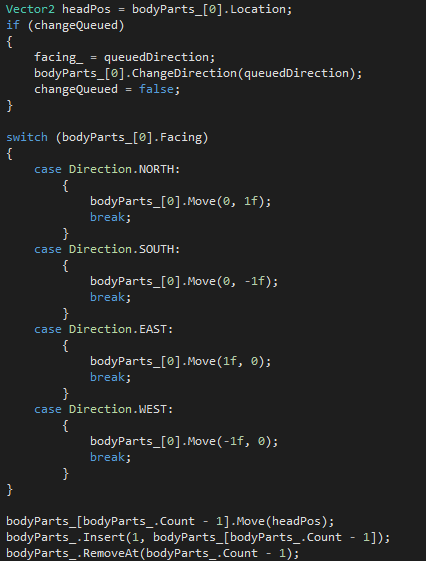 Vector2 headPos = bodyParts_[0].Location;
if (changeQueued)
{
    facing_ = queuedDirection;
    bodyParts_[0].ChangeDirection(queuedDirection);
    changeQueued = false;
}

switch (bodyParts_[0].Facing)
{
    case Direction.NORTH:
        {
            bodyParts_[0].Move(0, 1f);
            break;
        }
    case Direction.SOUTH:
        {
            bodyParts_[0].Move(0, -1f);
            break;
        }
    case Direction.EAST:
        {
            bodyParts_[0].Move(1f, 0);
            break;
        }
    case Direction.WEST:
        {
            bodyParts_[0].Move(-1f, 0);
            break;
        }
}

bodyParts_[bodyParts_.Count - 1].Move(headPos);
bodyParts_.Insert(1, bodyParts_[bodyParts_.Count - 1]);
bodyParts_.RemoveAt(bodyParts_.Count - 1);